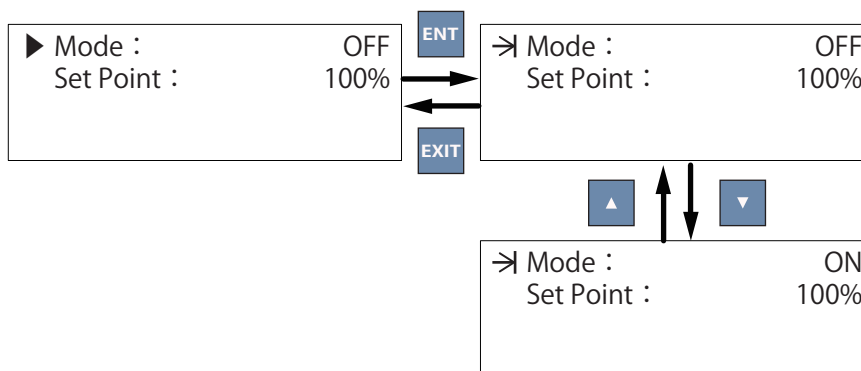 ▶ Mode： OFF
Set Point： 100%
ENT
EXIT
Mode： OFF
Set Point： 100%
▲ ▼
Mode： ON
Set Point： 100%